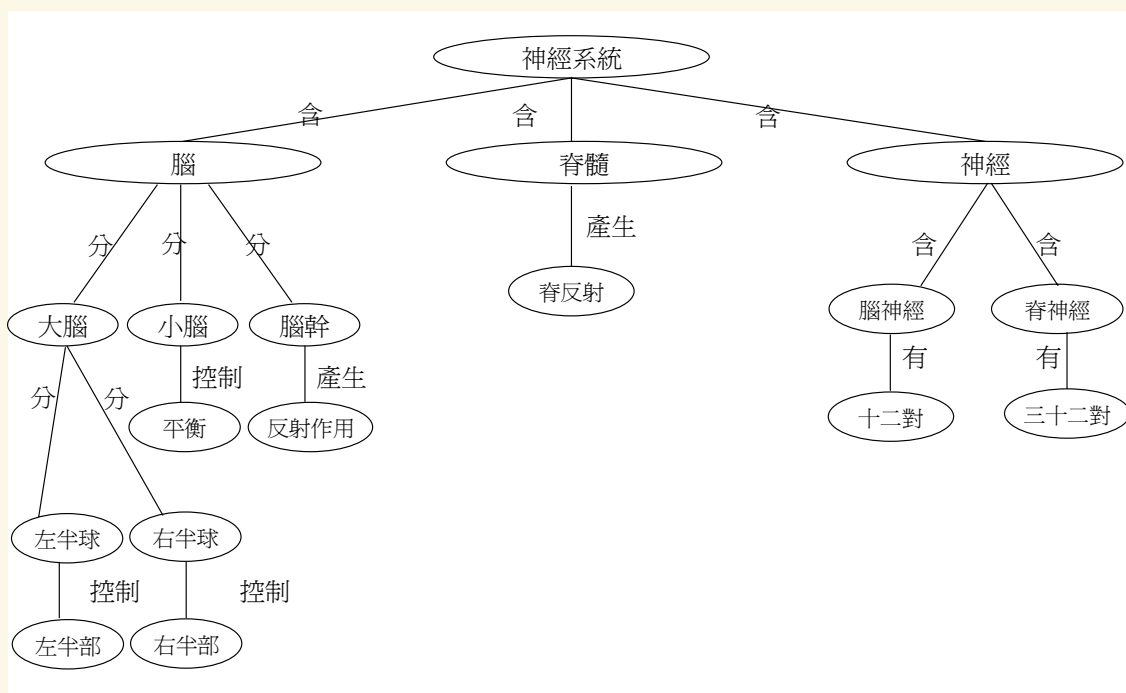 神經系統
含 含 含
腦 脊髓 神經
分 分 分 產生 含 含
脊反射
大腦 小腦 腦幹 腦神經 脊神經
控制 產生 有 有
分 分
平衡 反射作用 十二對 三十二對
左半球 右半球
控制 控制
左半部 右半部